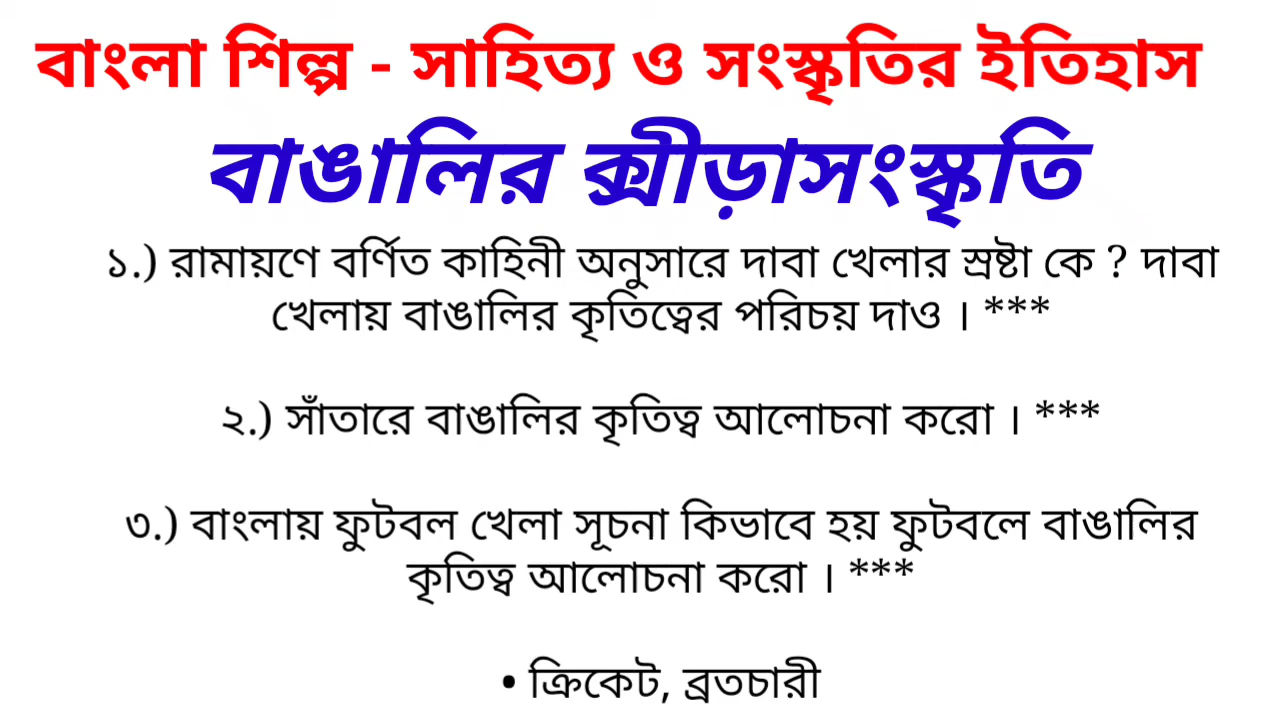 বাংলা শিল্প - সাহিত্য ও সংস্কৃতির ইতিহাস
বাঙালির ক্রীড়াসংস্কৃতি
১.) রামায়ণে বর্ণিত কাহিনী অনুসারে দাবা খেলার স্রষ্টা কে ? দাবা
খেলায় বাঙালির কৃতিত্বের পরিচয় দাও । ***
২.) সাঁতারে বাঙালির কৃতিত্ব আলোচনা করো । ***
৩.) বাংলায় ফুটবল খেলা সূচনা কিভাবে হয় ফুটবলে বাঙালির
কৃতিত্ব আলোচনা করো । ***
• ক্রিকেট, ব্রতচারী